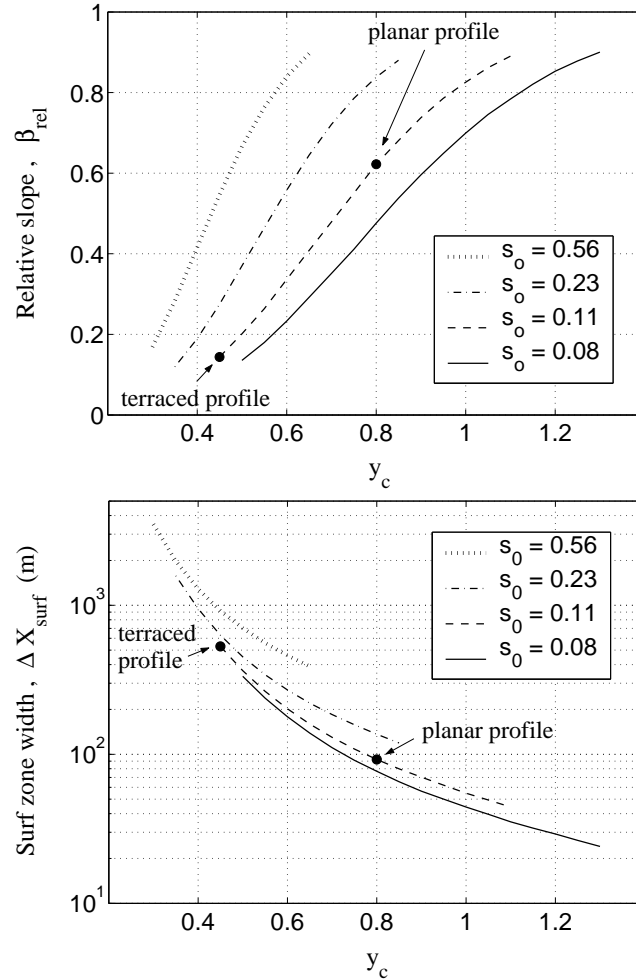 1
0.8
0.6
0.4
0.2
0
Relative slope , β_rel
planar profile
terraced profile
s_o = 0.56
s_o = 0.23
s_o = 0.11
s_o = 0.08
0.4 0.6 0.8 1 1.2
y_c
10^3
10^2
10^1
Surf zone width , Δ X_surf (m)
terraced
profile
planar profile
s_0 = 0.56
s_0 = 0.23
s_0 = 0.11
s_0 = 0.08
0.4 0.6 0.8 1 1.2
y_c